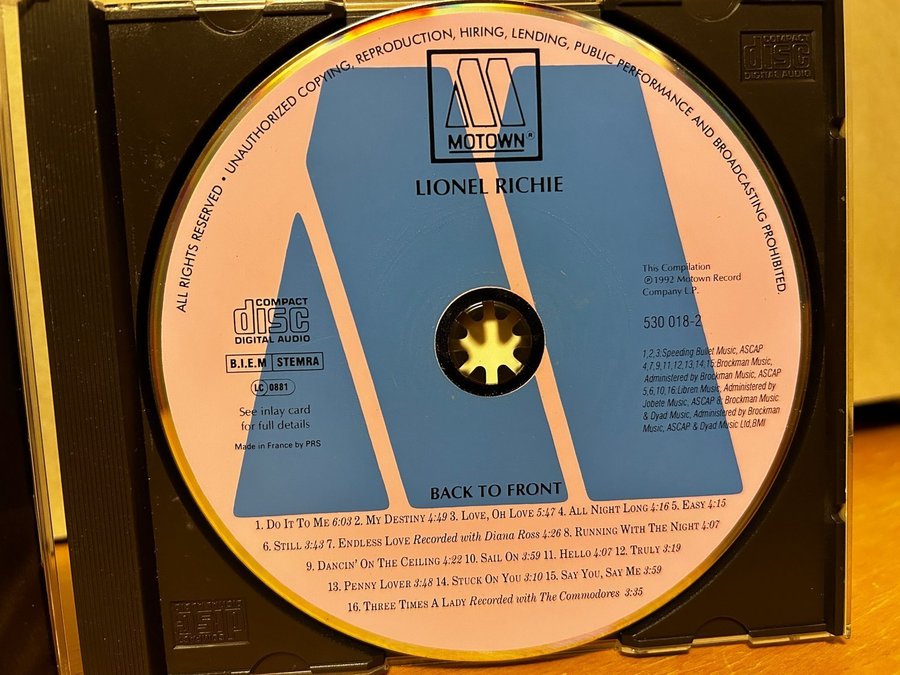 ALL RIGHTS RESERVED • UNAUTHORIZED COPYING, REPRODUCTION, HIRING, LENDING, PUBLIC PERFORMANCE AND BROADCASTING PROHIBITED.
COMPACT
disc
DIGITAL AUDIO
MOTOWN®
LIONEL RICHIE
This Compilation
℗1992 Motown Record
Company L.P.
530 018-2
COMPACT
disc
DIGITAL AUDIO
B.I.E.M STEMRA
LC 0881
See inlay card
for full details
Made in France by PRS
1,2,3:Speeding Bullet Music, ASCAP
4,7,9,11,12,13,14,15:Brockman Music,
Administered by Brockman Music, ASCAP
5,6,10,16:Libren Music, Administered by
Jobete Music, ASCAP 8: Brockman Music
& Dyad Music, Administered by Brockman
Music, ASCAP & Dyad Music Ltd,BMI
BACK TO FRONT
1. DO IT TO ME 6:03 2. MY DESTINY 4:49 3. LOVE, OH LOVE 5:47 4. ALL NIGHT LONG 4:16 5. EASY 4:15
6. STILL 3:43 7. ENDLESS LOVE Recorded with Diana Ross 4:26 8. RUNNING WITH THE NIGHT 4:07
9. DANCIN' ON THE CEILING 4:22 10. SAIL ON 3:59 11. HELLO 4:07 12. TRULY 3:19
13. PENNY LOVER 3:48 14. STUCK ON YOU 3:10 15. SAY YOU, SAY ME 3:59
16. THREE TIMES A LADY Recorded with The Commodores 3:35
COMPACT
disc
DIGITAL AUDIO